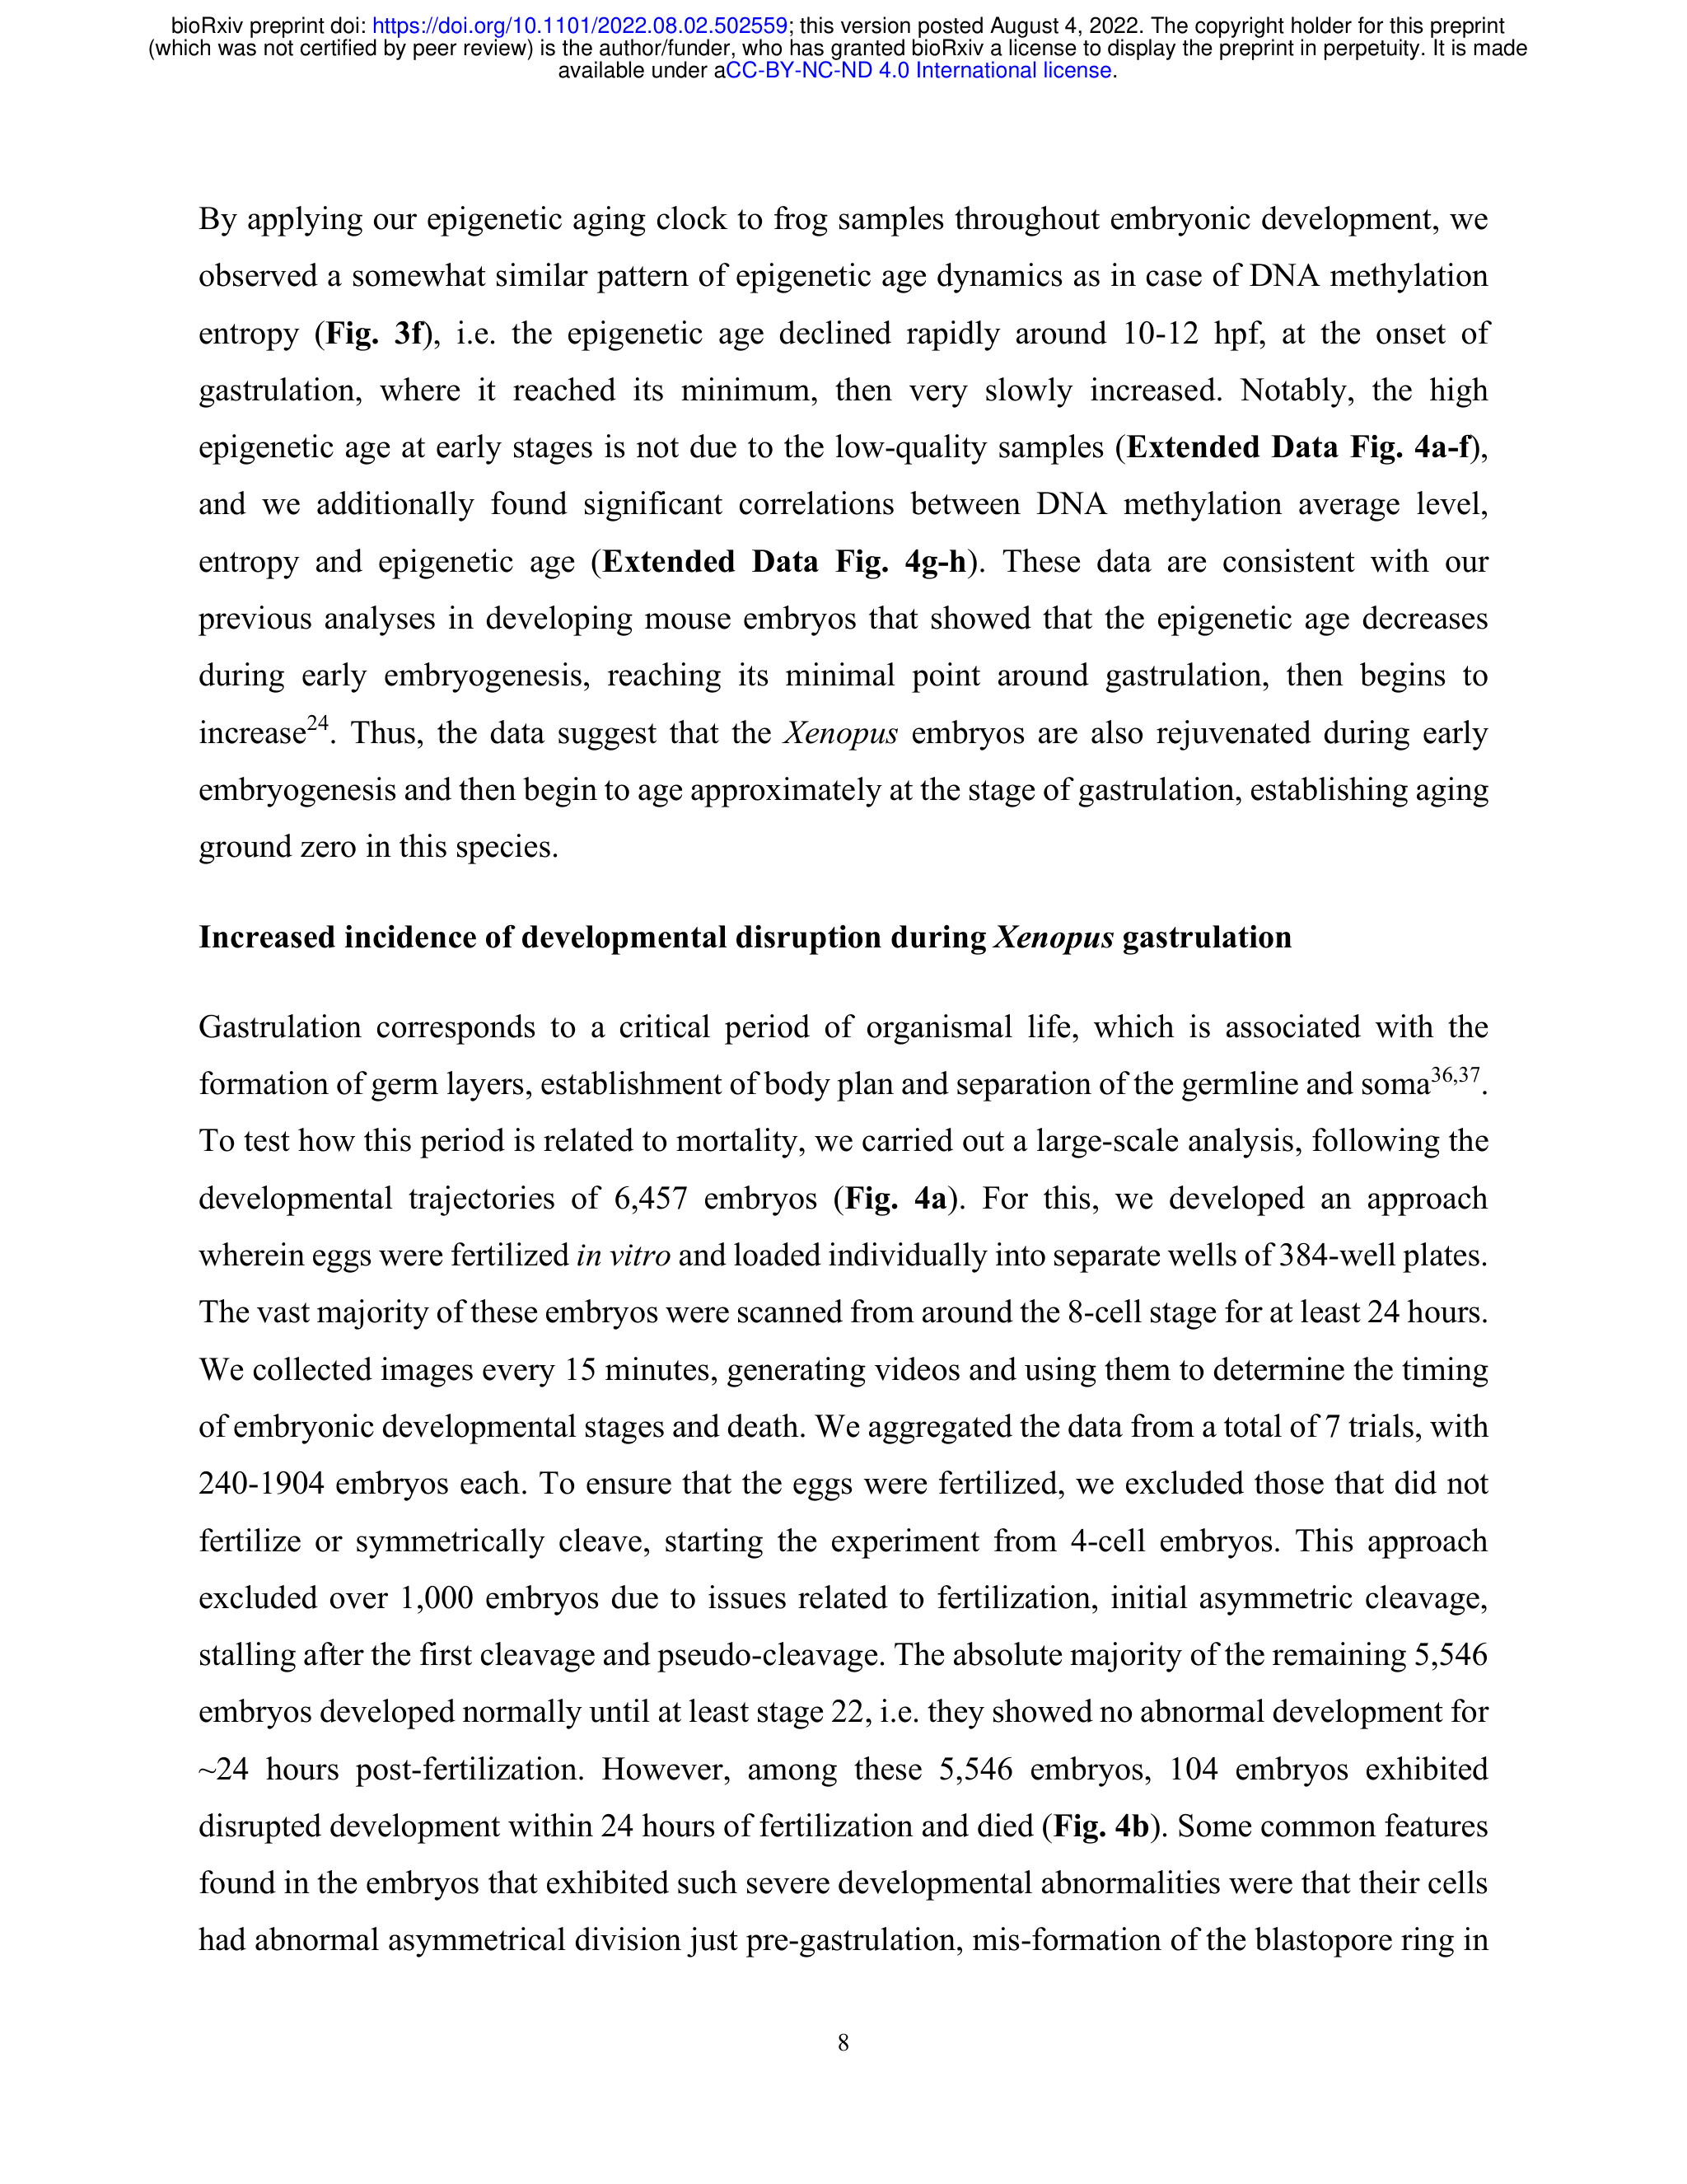 bioRxiv preprint doi: https://doi.org/10.1101/2022.08.02.502559; this version posted August 4, 2022. The copyright holder for this preprint
(which was not certified by peer review) is the author/funder, who has granted bioRxiv a license to display the preprint in perpetuity. It is made
available under aCC-BY-NC-ND 4.0 International license.
By applying our epigenetic aging clock to frog samples throughout embryonic development, we
observed a somewhat similar pattern of epigenetic age dynamics as in case of DNA methylation
entropy (Fig. 3f), i.e. the epigenetic age declined rapidly around 10-12 hpf, at the onset of
gastrulation, where it reached its minimum, then very slowly increased. Notably, the high
epigenetic age at early stages is not due to the low-quality samples (Extended Data Fig. 4a-f),
and we additionally found significant correlations between DNA methylation average level,
entropy and epigenetic age (Extended Data Fig. 4g-h). These data are consistent with our
previous analyses in developing mouse embryos that showed that the epigenetic age decreases
during early embryogenesis, reaching its minimal point around gastrulation, then begins to
increase24. Thus, the data suggest that the Xenopus embryos are also rejuvenated during early
embryogenesis and then begin to age approximately at the stage of gastrulation, establishing aging
ground zero in this species.
Increased incidence of developmental disruption during Xenopus gastrulation
Gastrulation corresponds to a critical period of organismal life, which is associated with the
formation of germ layers, establishment of body plan and separation of the germline and soma36,37.
To test how this period is related to mortality, we carried out a large-scale analysis, following the
developmental trajectories of 6,457 embryos (Fig. 4a). For this, we developed an approach
wherein eggs were fertilized in vitro and loaded individually into separate wells of 384-well plates.
The vast majority of these embryos were scanned from around the 8-cell stage for at least 24 hours.
We collected images every 15 minutes, generating videos and using them to determine the timing
of embryonic developmental stages and death. We aggregated the data from a total of 7 trials, with
240-1904 embryos each. To ensure that the eggs were fertilized, we excluded those that did not
fertilize or symmetrically cleave, starting the experiment from 4-cell embryos. This approach
excluded over 1,000 embryos due to issues related to fertilization, initial asymmetric cleavage,
stalling after the first cleavage and pseudo-cleavage. The absolute majority of the remaining 5,546
embryos developed normally until at least stage 22, i.e. they showed no abnormal development for
~24 hours post-fertilization. However, among these 5,546 embryos, 104 embryos exhibited
disrupted development within 24 hours of fertilization and died (Fig. 4b). Some common features
found in the embryos that exhibited such severe developmental abnormalities were that their cells
had abnormal asymmetrical division just pre-gastrulation, mis-formation of the blastopore ring in
8